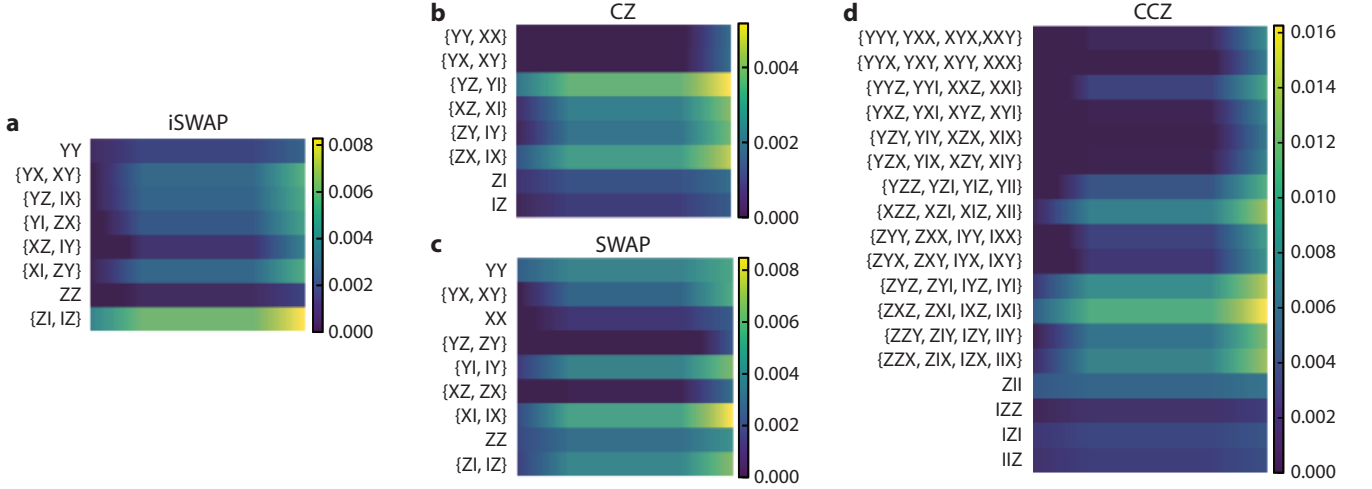 a
iSWAP
YY
{YX, XY}
{YZ, IX}
{YI, ZX}
{XZ, IY}
{XI, ZY}
ZZ
{ZI, IZ}
0.008
0.006
0.004
0.002
0.000
b
CZ
{YY, XX}
{YX, XY}
{YZ, YI}
{XZ, XI}
{ZY, IY}
{ZX, IX}
ZI
IZ
0.004
0.002
0.000
c
SWAP
YY
{YX, XY}
XX
{YZ, ZY}
{YI, IY}
{XZ, ZX}
{XI, IX}
ZZ
{ZI, IZ}
0.008
0.006
0.004
0.002
0.000
d
CCZ
{YYY, YXX, XYX,XXY}
{YYX, YXY, XYY, XXX}
{YYZ, YYI, XXZ, XXI}
{YXZ, YXI, XYZ, XYI}
{YZY, YIY, XZX, XIX}
{YZX, YIX, XZY, XIY}
{YZZ, YZI, YIZ, YII}
{XZZ, XZI, XIZ, XII}
{ZYY, ZXX, IYY, IXX}
{ZYX, ZXY, IYX, IXY}
{ZYZ, ZYI, IYZ, IYI}
{ZXZ, ZXI, IXZ, IXI}
{ZZY, ZIY, IZY, IIY}
{ZZX, ZIX, IZX, IIX}
ZII
IZZ
IZI
IIZ
0.016
0.014
0.012
0.010
0.008
0.006
0.004
0.002
0.000